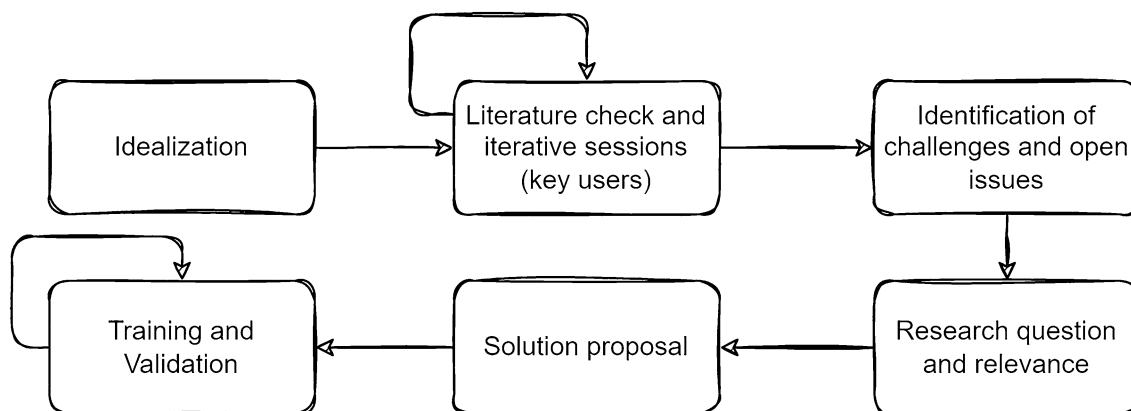 Idealization
Literature check and
iterative sessions
(key users)
Identification of
challenges and open
issues
Training and
Validation
Solution proposal
Research question
and relevance